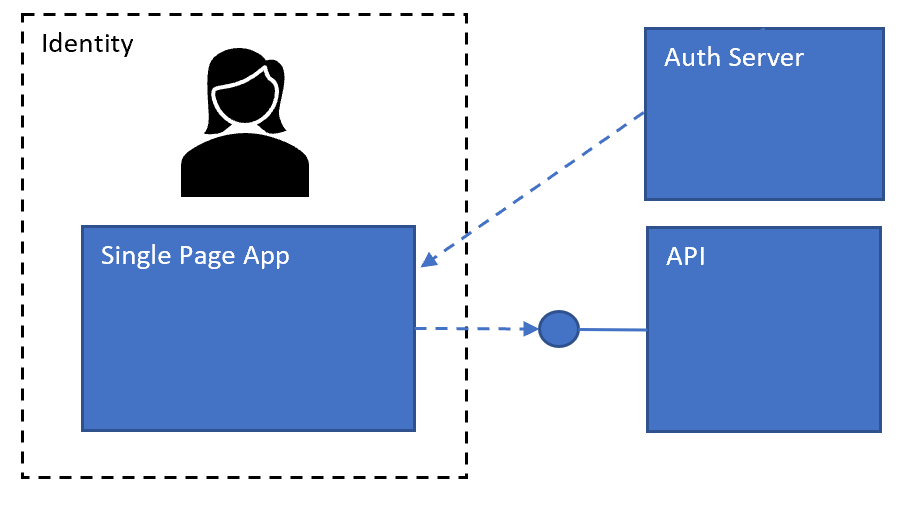 Identity
Auth Server
Single Page App
API